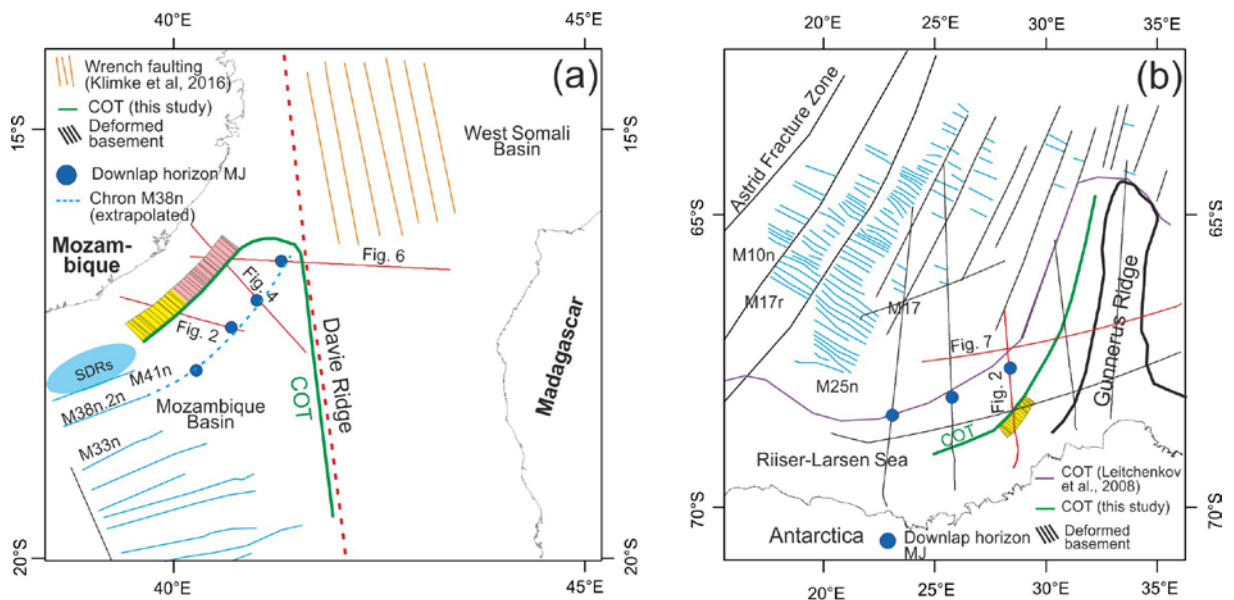 40°E
45°E
(a)
Wrench faulting
(Klimke et al, 2016)
COT (this study)
Deformed
basement
Downlap horizon MJ
Chron M38n
(extrapolated)
15°S
15°S
West Somali
Basin
Mozam-
bique
Fig. 6
Fig. 4
Fig. 2
SDRs
M41n
M38n.2n
Mozambique
Basin
M33n
COT
Davie Ridge
Madagascar
20°S
20°S
40°E
45°E
20°E
25°E
30°E
35°E
(b)
Astrid Fracture Zone
65°S
65°S
M10n
M17r
M17
M25n
Fig. 7
Fig. 2
Gunnerus Ridge
COT
Riiser-Larsen Sea
COT (Leitchenkov
et al., 2008)
COT (this study)
70°S
70°S
Antarctica
Downlap horizon
MJ
Deformed
basement
20°E
25°E
30°E
35°E